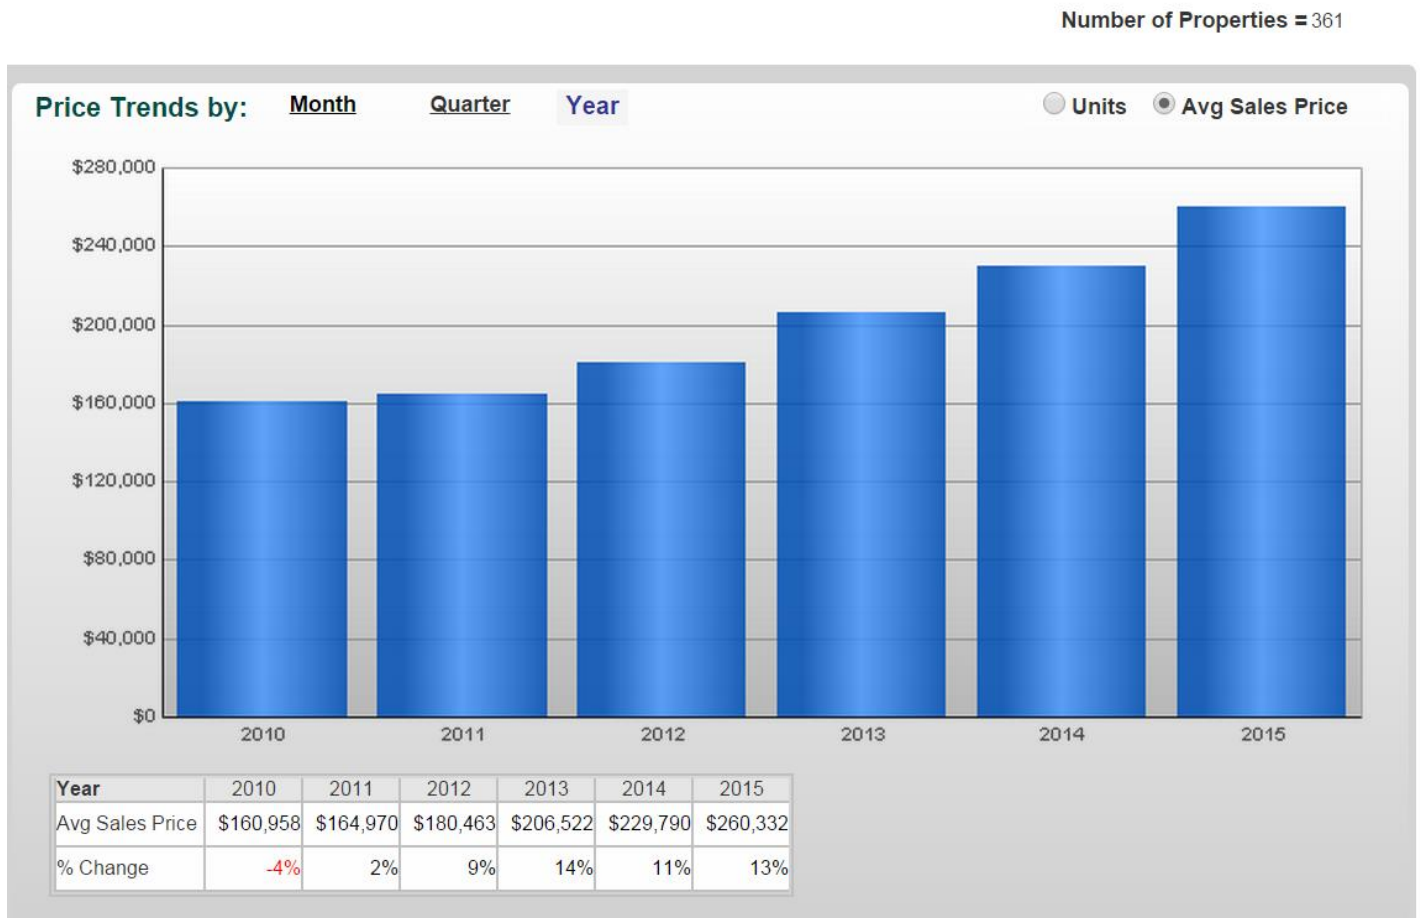 Number of Properties = 361
Price Trends by: Month Quarter Year Units Avg Sales Price
$280,000
$240,000
$200,000
$160,000
$120,000
$80,000
$40,000
$0
2010 2011 2012 2013 2014 2015
Year 2010 2011 2012 2013 2014 2015
Avg Sales Price $160,958 $164,970 $180,463 $206,522 $229,790 $260,332
% Change -4% 2% 9% 14% 11% 13%